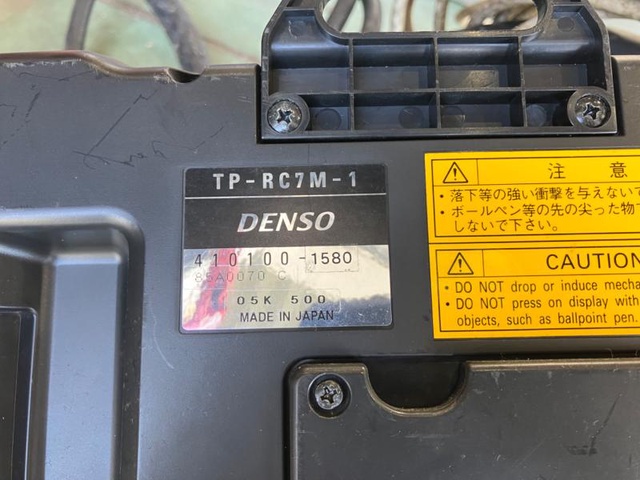 TP-RC7M-1
DENSO
410100-1580
85A0070 C
05K 500
MADE IN JAPAN
注 意
・落下等の強い衝撃を与えないで
・ボールペン等の先の尖った物で
しないで下さい。
CAUTION
・DO NOT drop or induce mecha
・DO NOT press on display with
objects, such as ballpoint pen.